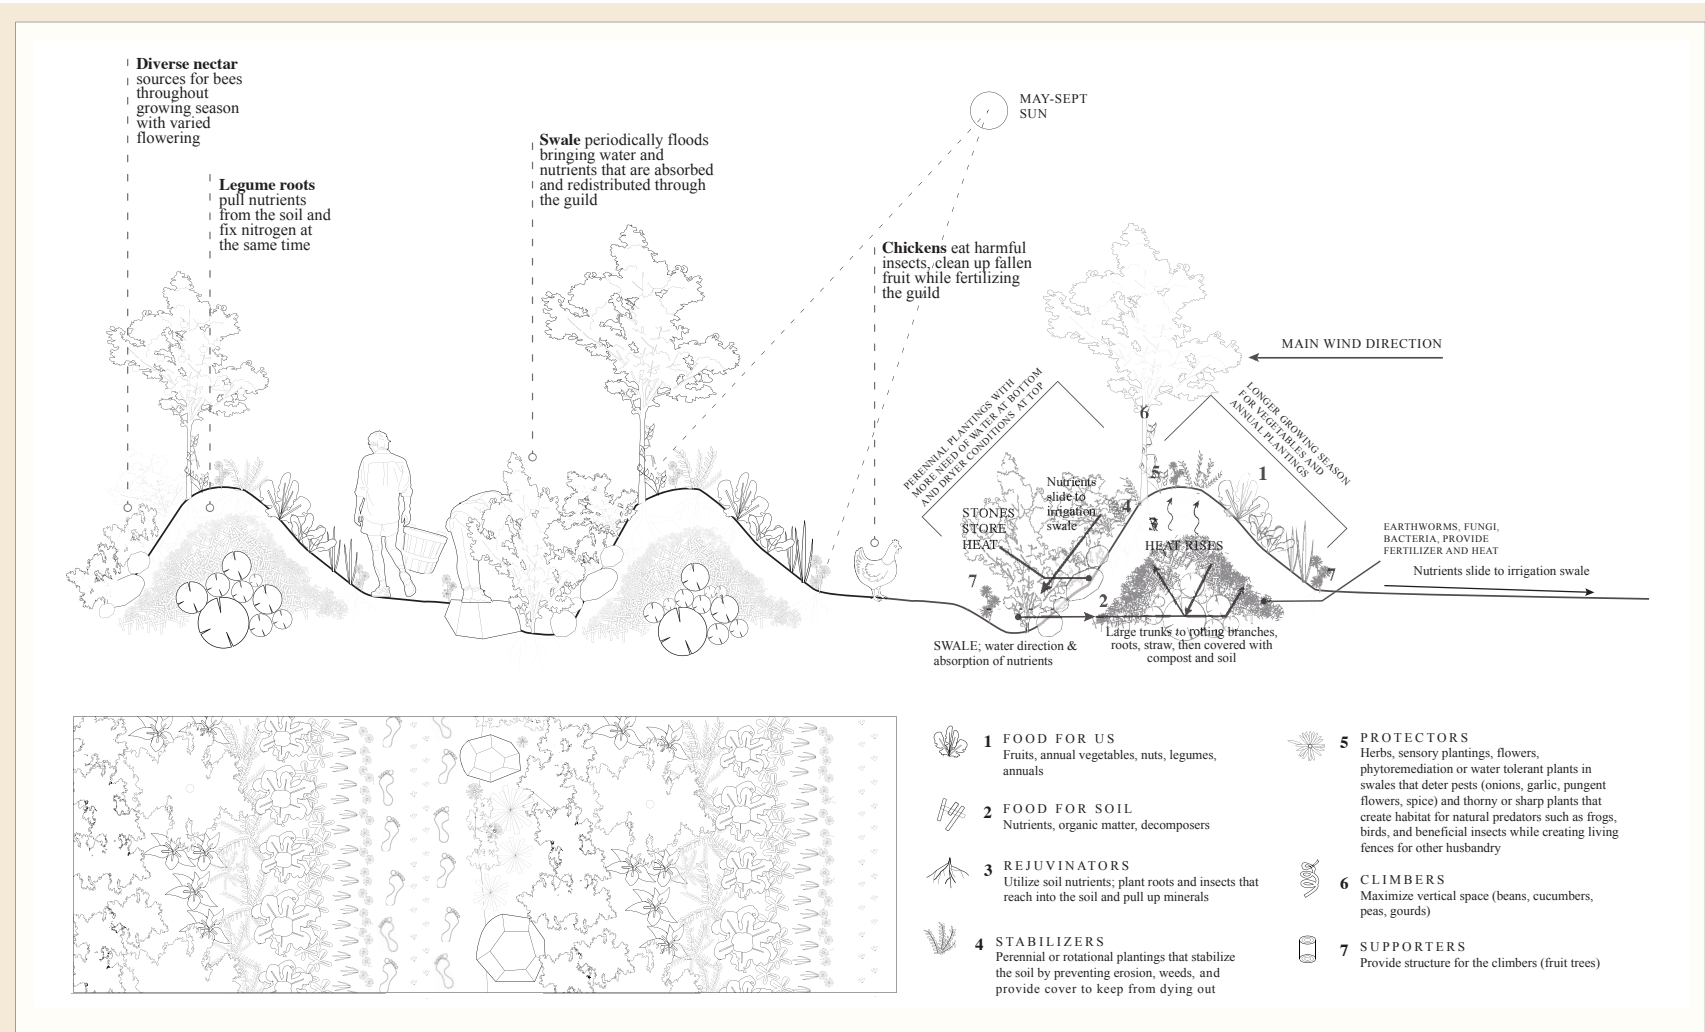 Diverse nectar
sources for bees
throughout
growing season
with varied
flowering
Legume roots
pull nutrients
from the soil and
fix nitrogen at
the same time
Swale periodically floods
bringing water and
nutrients that are absorbed
and redistributed through
the guild
MAY-SEPT
SUN
Chickens eat harmful
insects, clean up fallen
fruit while fertilizing
the guild
MAIN WIND DIRECTION
PERENNIAL PLANTINGS WITH
MORE NEED OF WATER AT BOTTOM
AND DRYER CONDITIONS AT TOP
LONGER GROWING SEASON
FOR VEGETABLES AND
ANNUAL PLANTINGS
6
5
1
4
3
7
2
7
Nutrients
slide to
irrigation
swale
STONES
STORE
HEAT
HEAT RISES
EARTHWORMS, FUNGI,
BACTERIA, PROVIDE
FERTILIZER AND HEAT
Nutrients slide to irrigation swale
SWALE; water direction &
absorption of nutrients
Large trunks to rotting branches,
roots, straw, then covered with
compost and soil
1 FOOD FOR US
Fruits, annual vegetables, nuts, legumes,
annuals
2 FOOD FOR SOIL
Nutrients, organic matter, decomposers
3 REJUVINATORS
Utilize soil nutrients; plant roots and insects that
reach into the soil and pull up minerals
4 STABILIZERS
Perennial or rotational plantings that stabilize
the soil by preventing erosion, weeds, and
provide cover to keep from dying out
5 PROTECTORS
Herbs, sensory plantings, flowers,
phytoremediation or water tolerant plants in
swales that deter pests (onions, garlic, pungent
flowers, spice) and thorny or sharp plants that
create habitat for natural predators such as frogs,
birds, and beneficial insects while creating living
fences for other husbandry
6 CLIMBERS
Maximize vertical space (beans, cucumbers,
peas, gourds)
7 SUPPORTERS
Provide structure for the climbers (fruit trees)